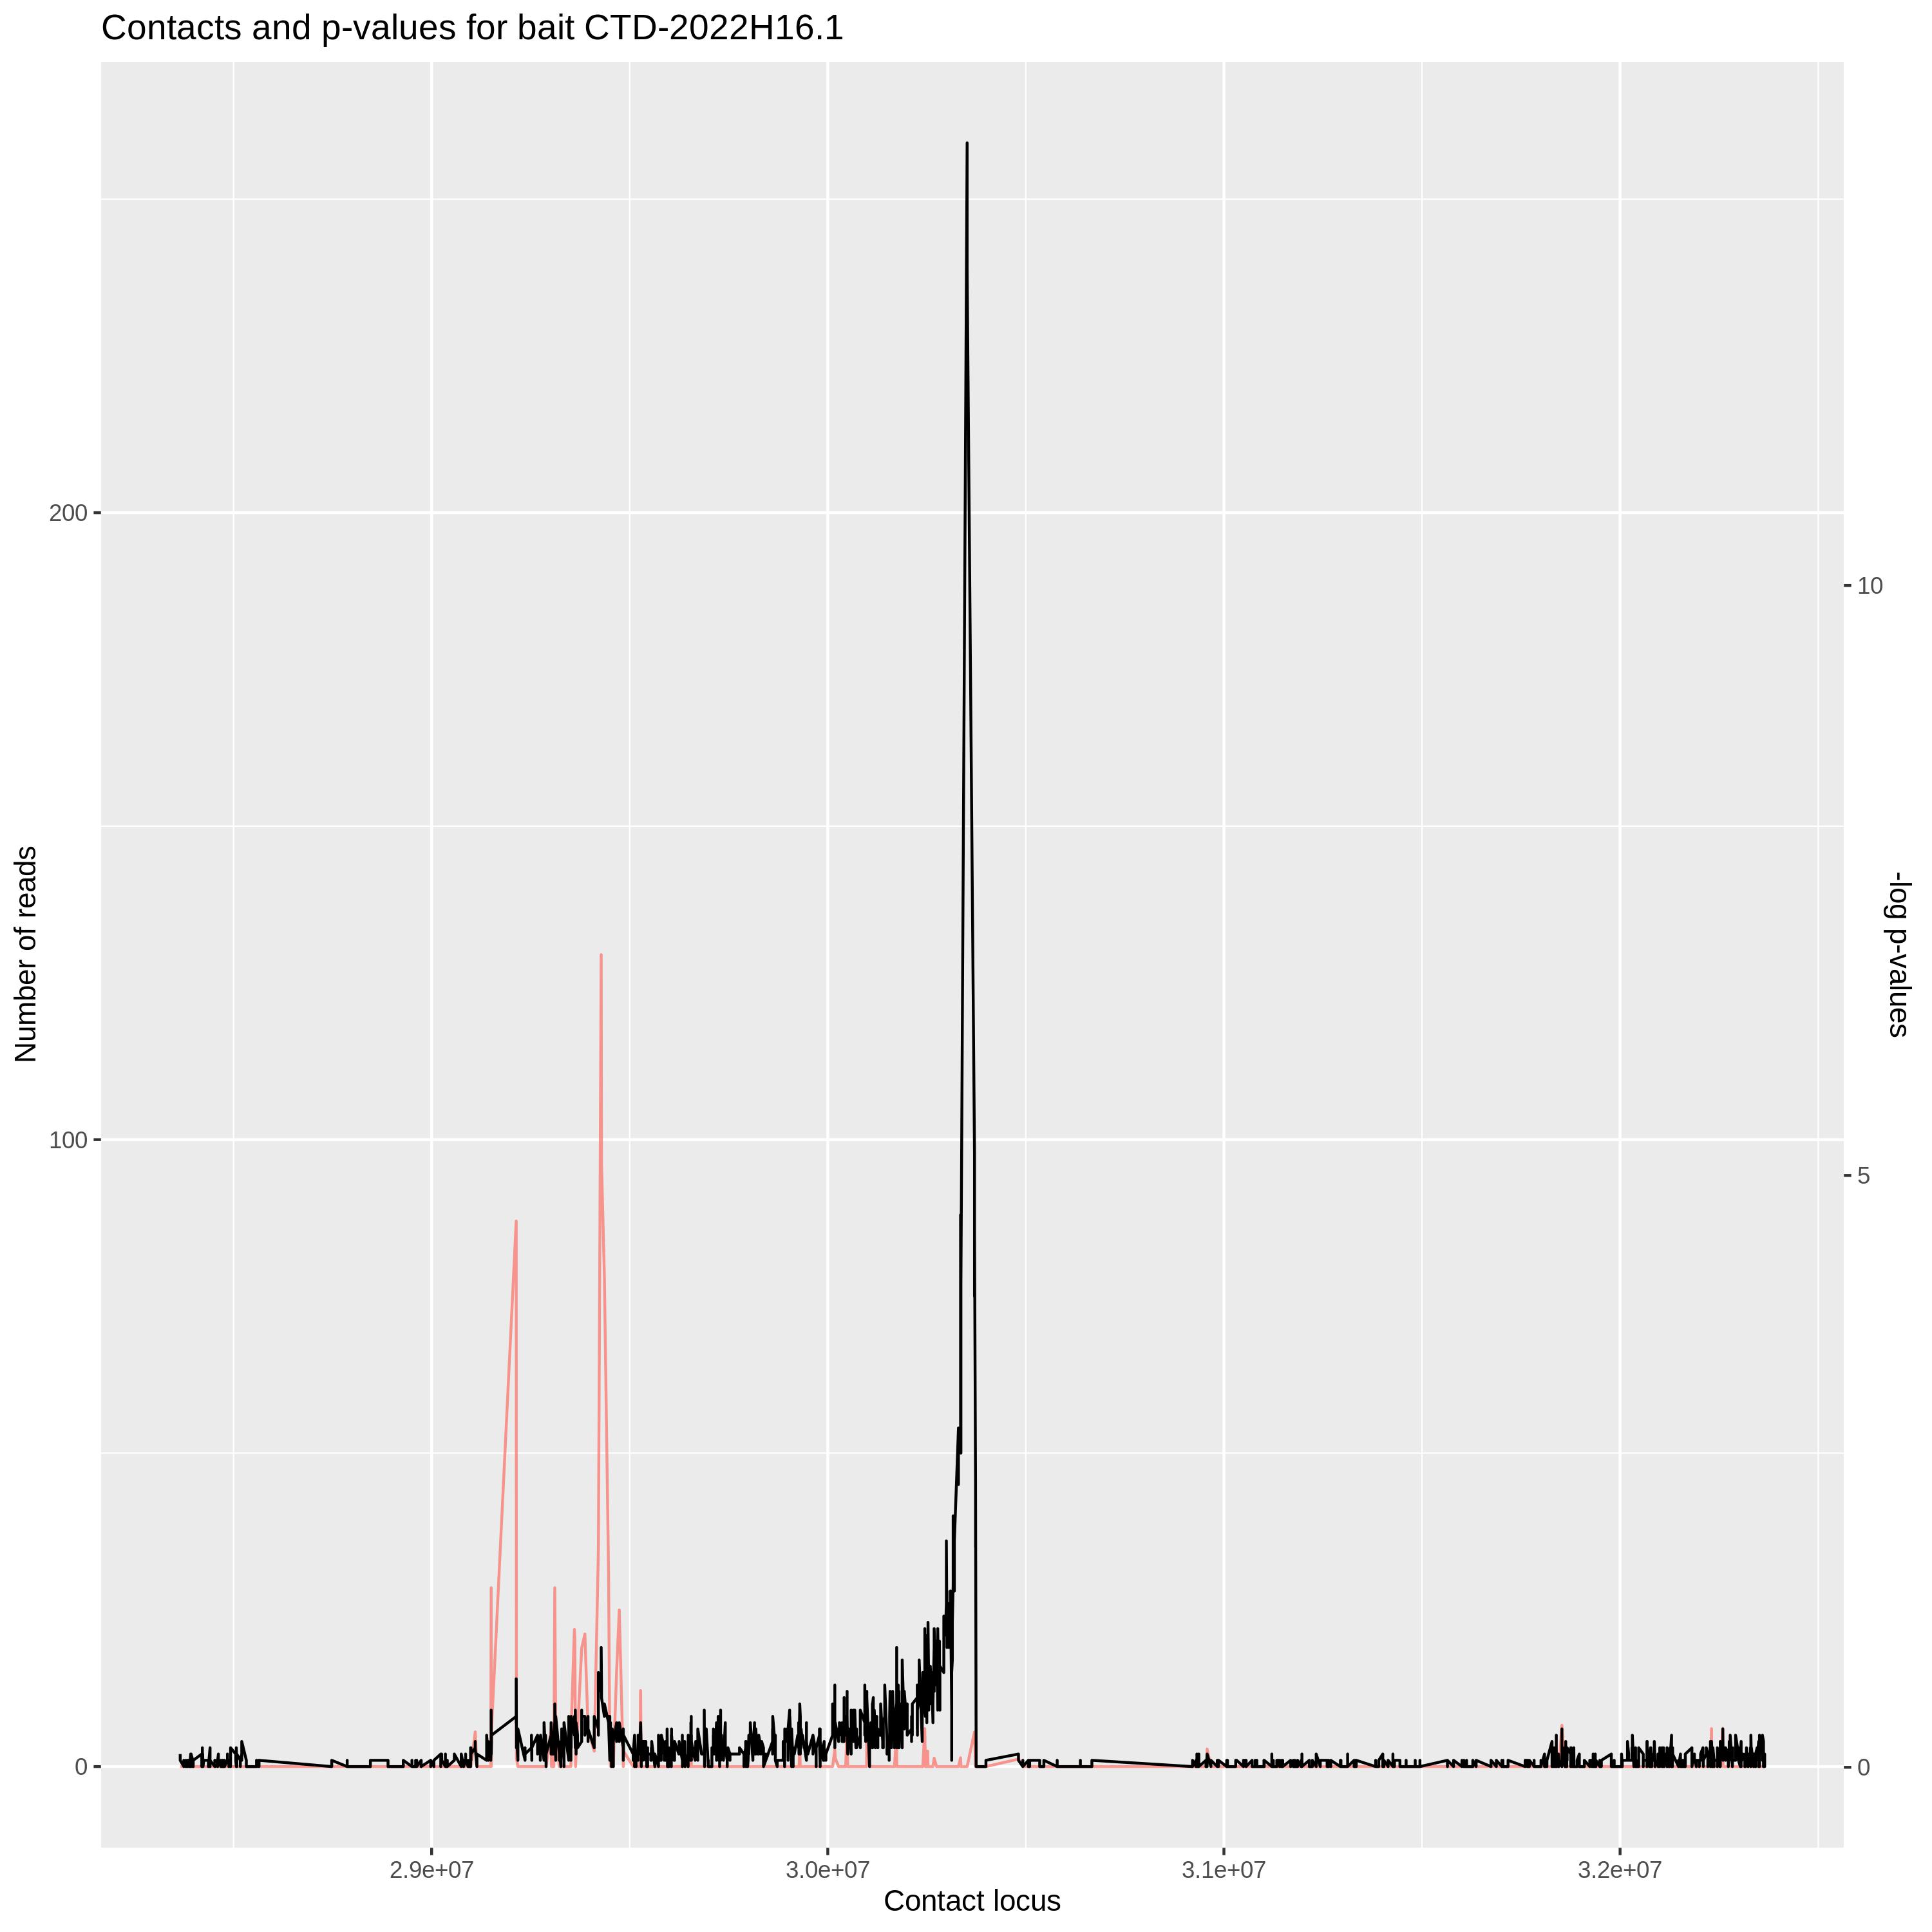 Contacts and p-values for bait CTD-2022H16.1
200
100
0
Number of reads
10
5
0
-log p-values
2.9e+07
3.0e+07
3.1e+07
3.2e+07
Contact locus